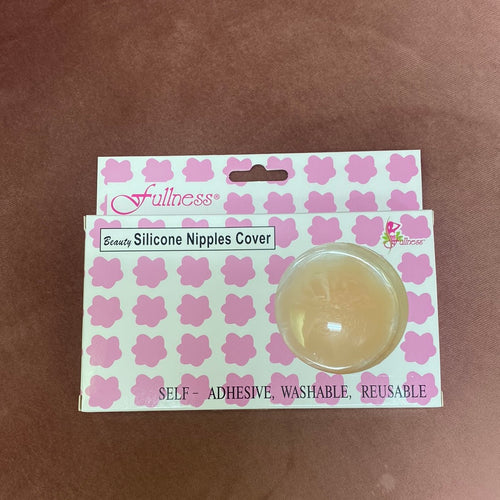 Fullness®
Beauty Silicone Nipples Cover
Fullness
SELF - ADHESIVE, WASHABLE, REUSABLE